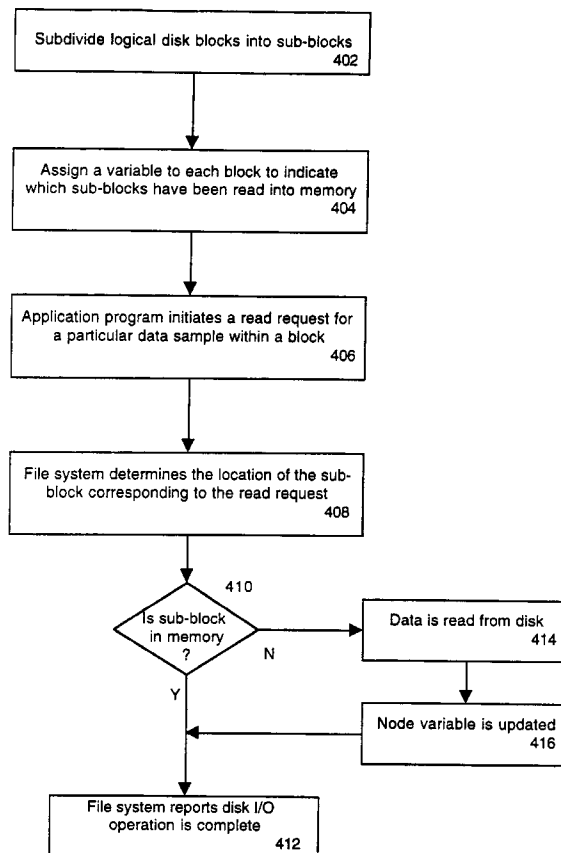 Subdivide logical disk blocks into sub-blocks
402
Assign a variable to each block to indicate
which sub-blocks have been read into memory
404
Application program initiates a read request for
a particular data sample within a block
406
File system determines the location of the sub-
block corresponding to the read request
408
410
Is sub-block
in memory
?
N
Y
Data is read from disk
414
Node variable is updated
416
File system reports disk I/O
operation is complete
412